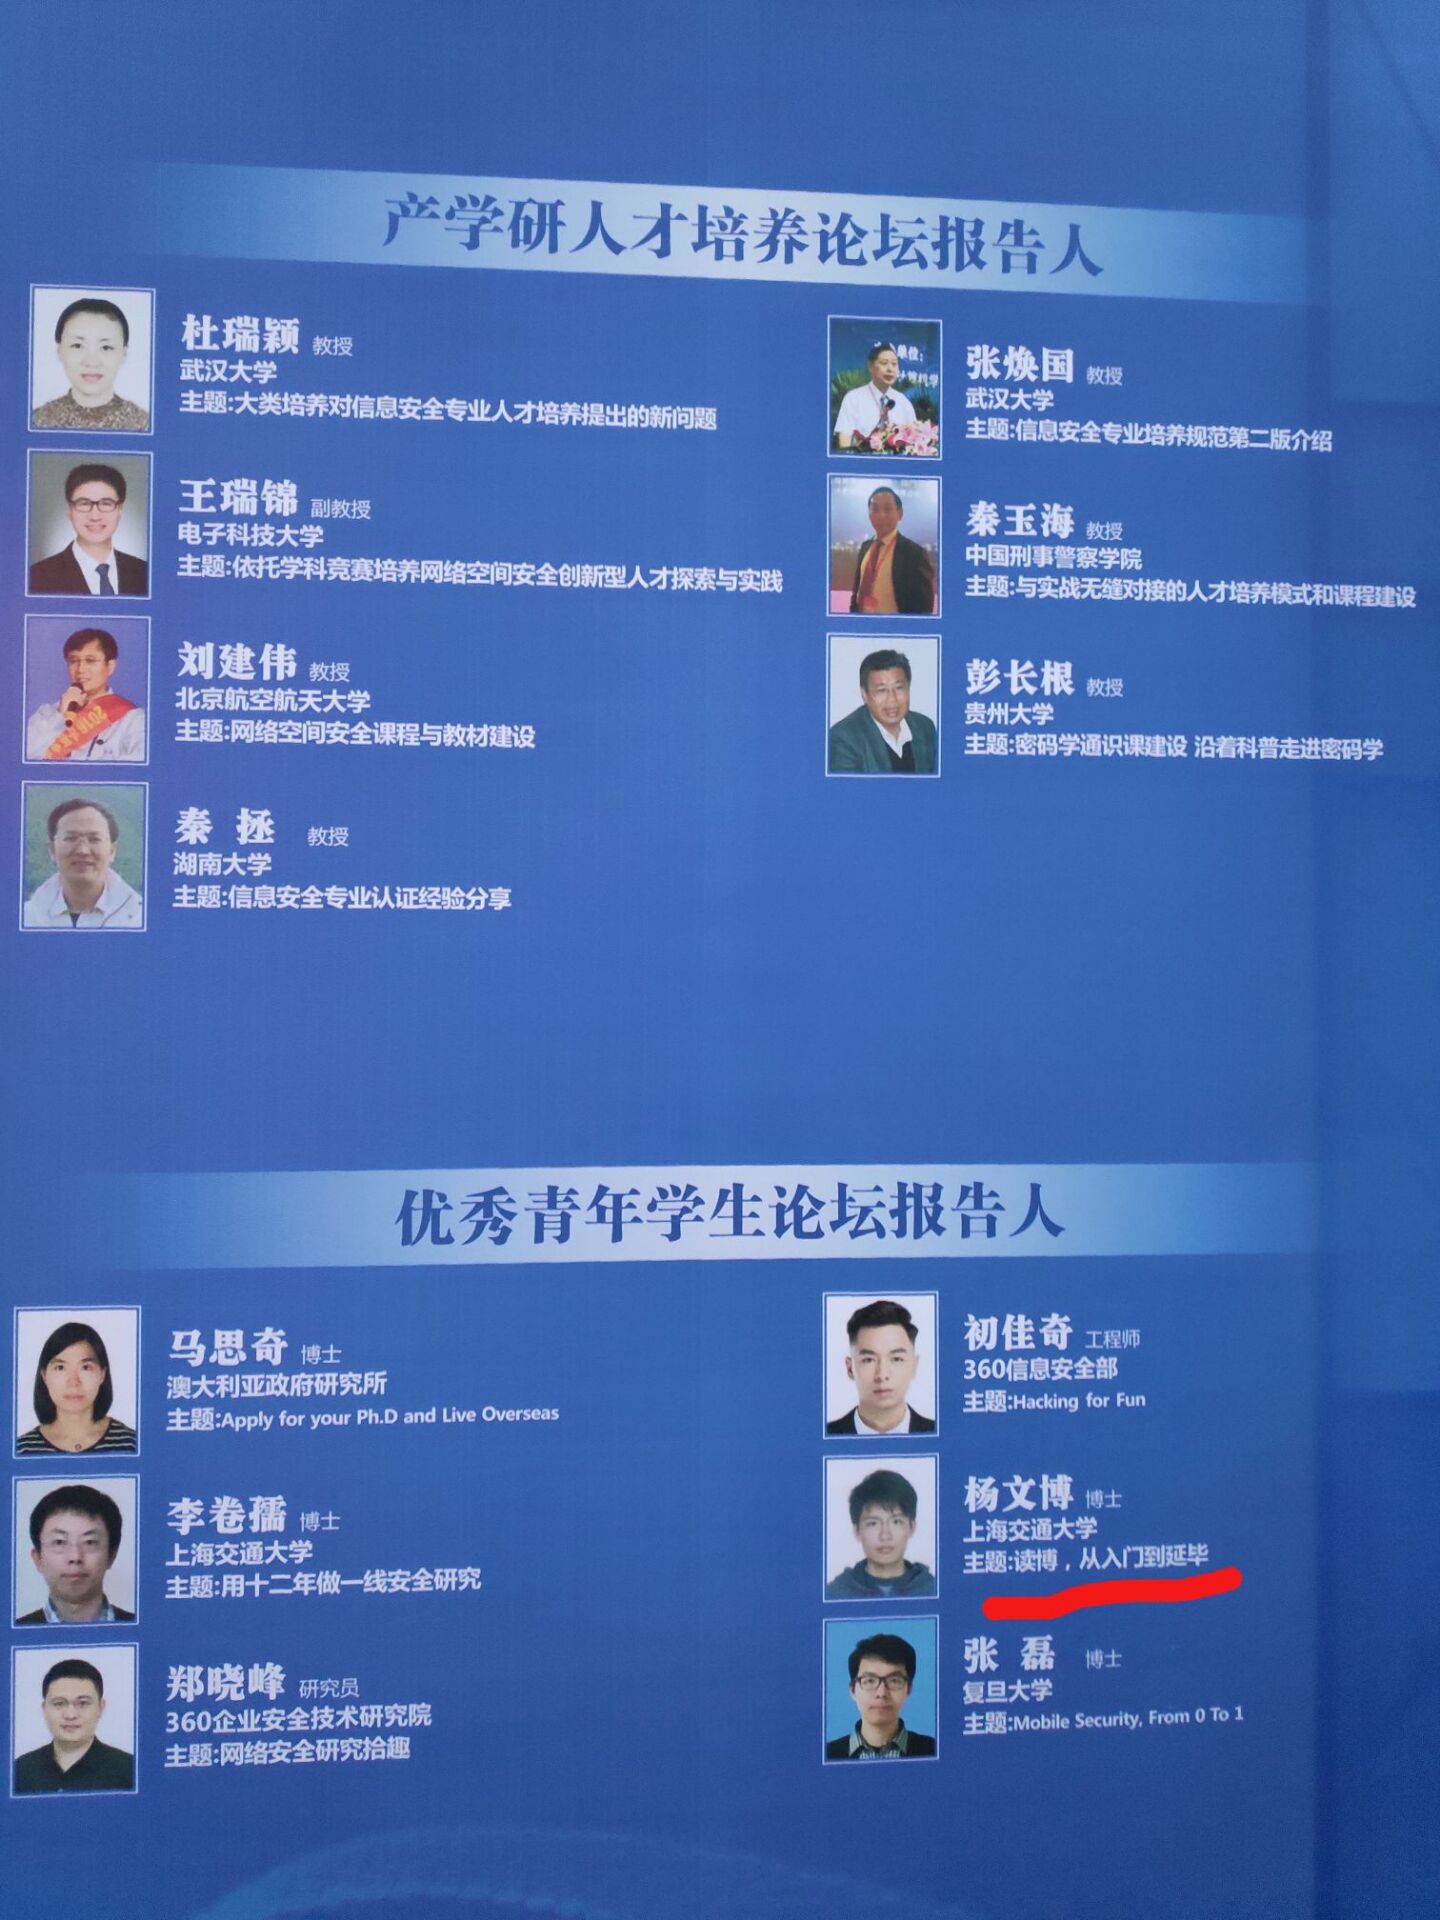 产学研人才培养论坛报告人
杜瑞颖 教授
武汉大学
主题:大类培养对信息安全专业人才培养提出的新问题
王瑞锦 副教授
电子科技大学
主题:依托学科竞赛培养网络空间安全创新型人才探索与实践
刘建伟 教授
北京航空航天大学
主题:网络空间安全课程与教材建设
秦拯 教授
湖南大学
主题:信息安全专业认证经验分享
张焕国 教授
武汉大学
主题:信息安全专业培养规范第二版介绍
秦玉海 教授
中国刑事警察学院
主题:与实战无缝对接的人才培养模式和课程建设
彭长根 教授
贵州大学
主题:密码学通识课建设 沿着科普走进密码学
优秀青年学生论坛报告人
马思奇 博士
澳大利亚政府研究所
主题:Apply for your Ph.D and Live Overseas
李卷孺 博士
上海交通大学
主题:用十二年做一线安全研究
郑晓峰 研究员
360企业安全技术研究院
主题:网络安全研究拾趣
初佳奇 工程师
360信息安全部
主题:Hacking for Fun
杨文博 博士
上海交通大学
主题:读博，从入门到延毕
张磊 博士
复旦大学
主题:Mobile Security, From 0 To 1